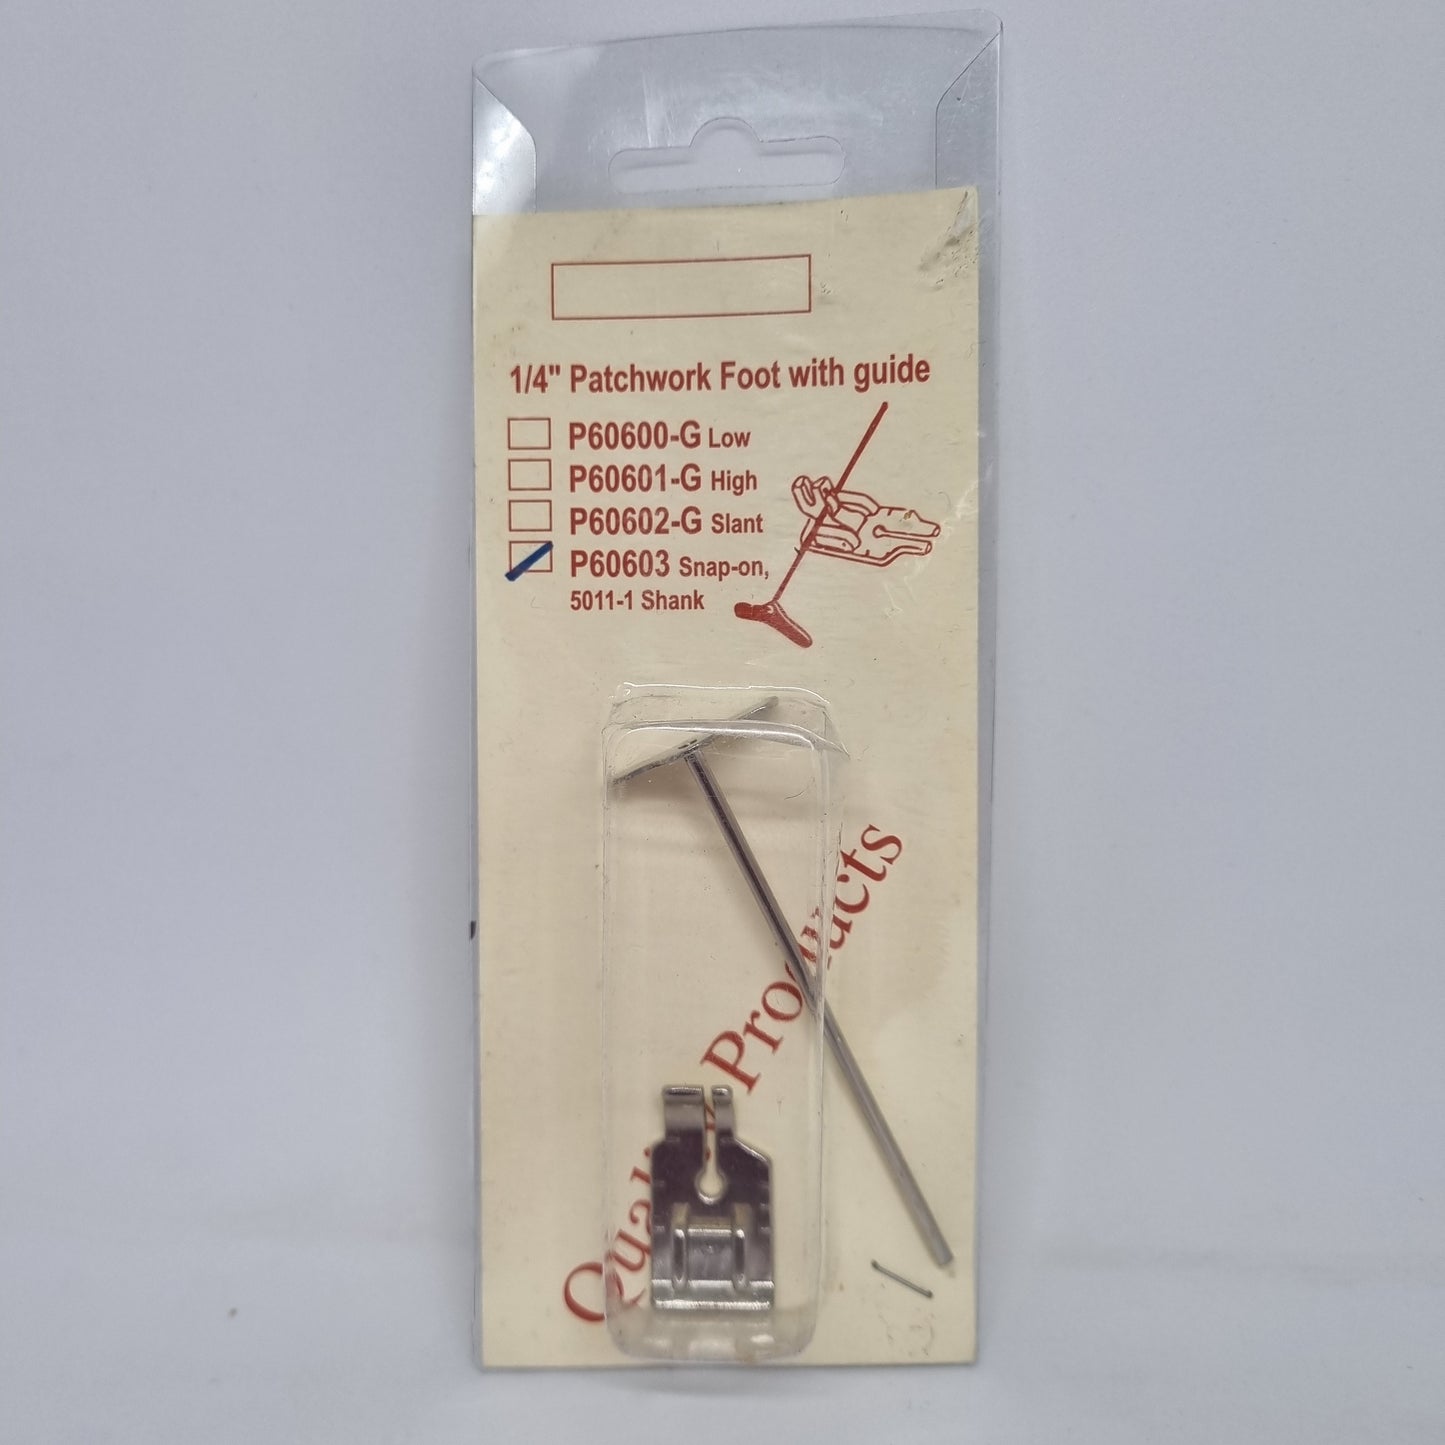 1/4" Patchwork Foot with guide
P60600-G Low
P60601-G High
P60602-G Slant
P60603 Snap-on,
5011-1 Shank
Quality Products